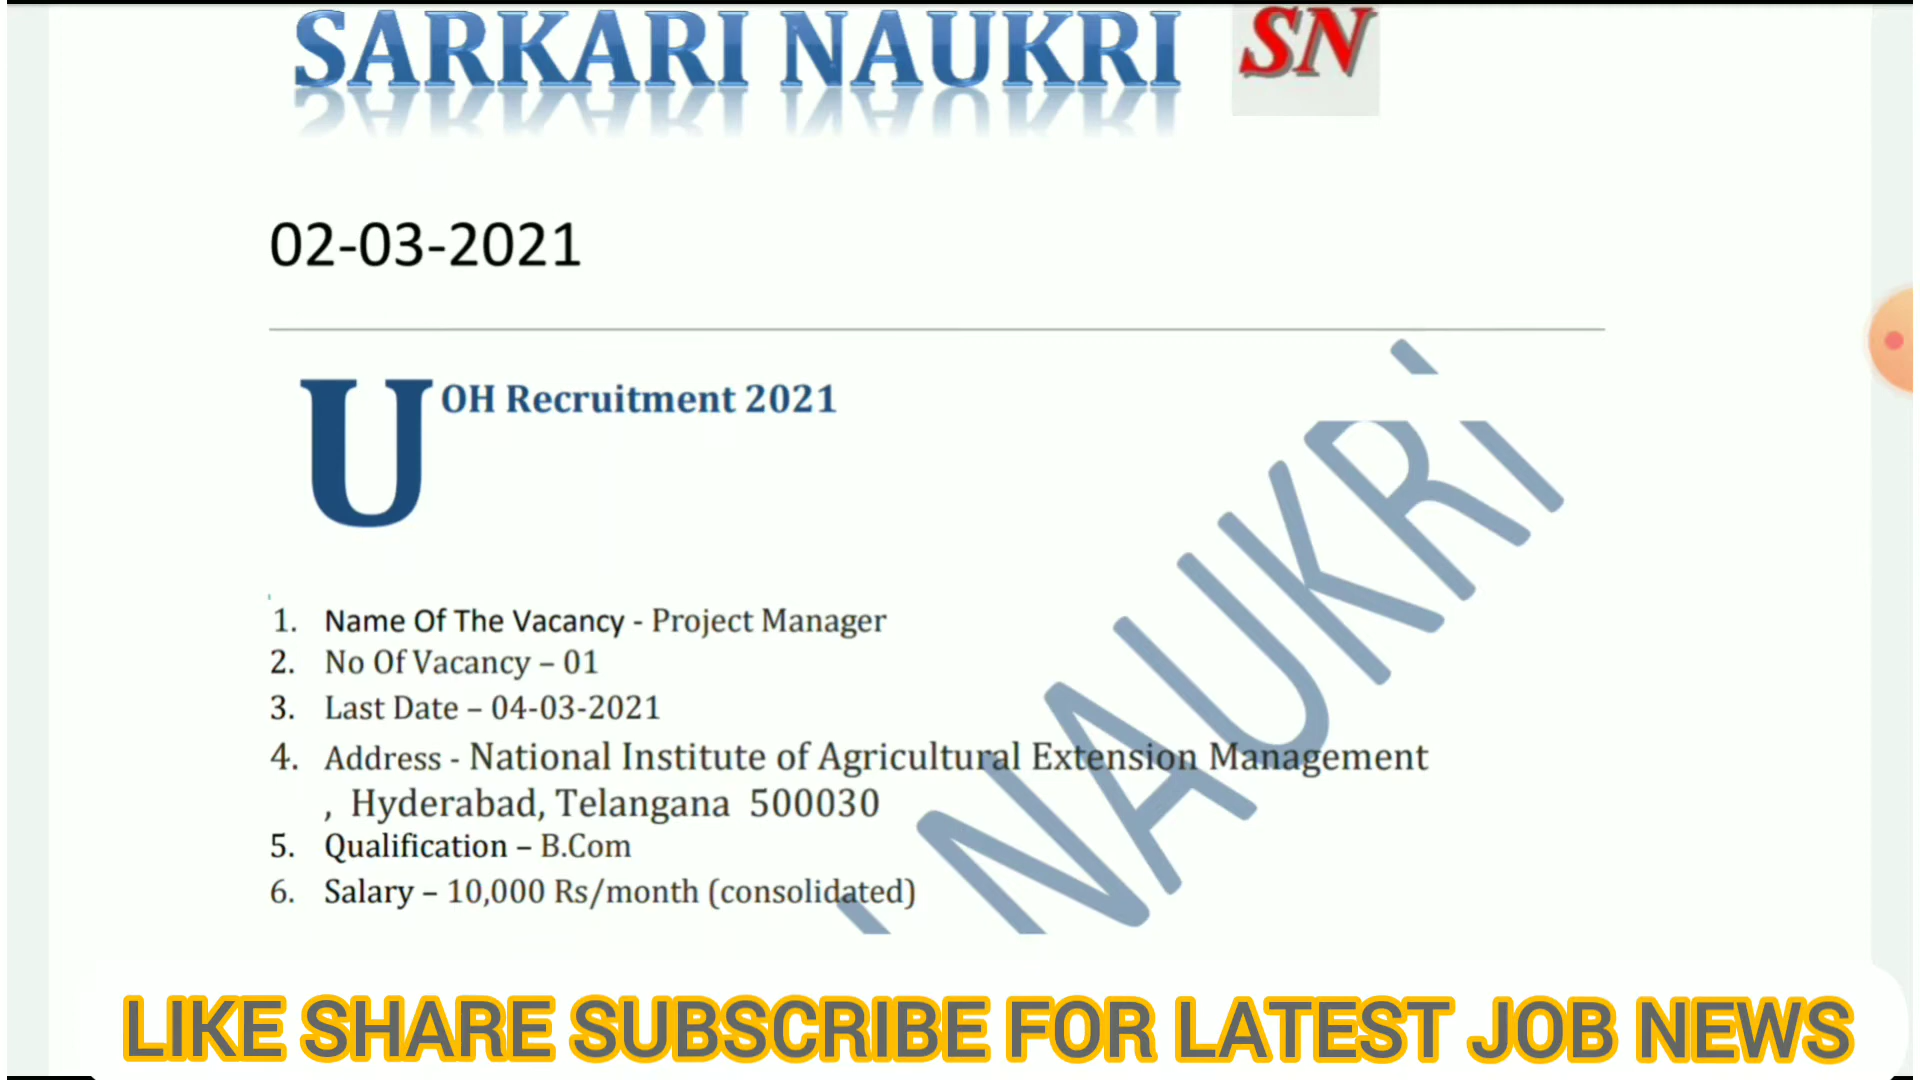 SARKARI NAUKRI SN
02-03-2021
UOH Recruitment 2021
1. Name Of The Vacancy - Project Manager
2. No Of Vacancy – 01
3. Last Date – 04-03-2021
4. Address - National Institute of Agricultural Extension Management
, Hyderabad, Telangana 500030
5. Qualification – B.Com
6. Salary – 10,000 Rs/month (consolidated)
NAUKRI
LIKE SHARE SUBSCRIBE FOR LATEST JOB NEWS